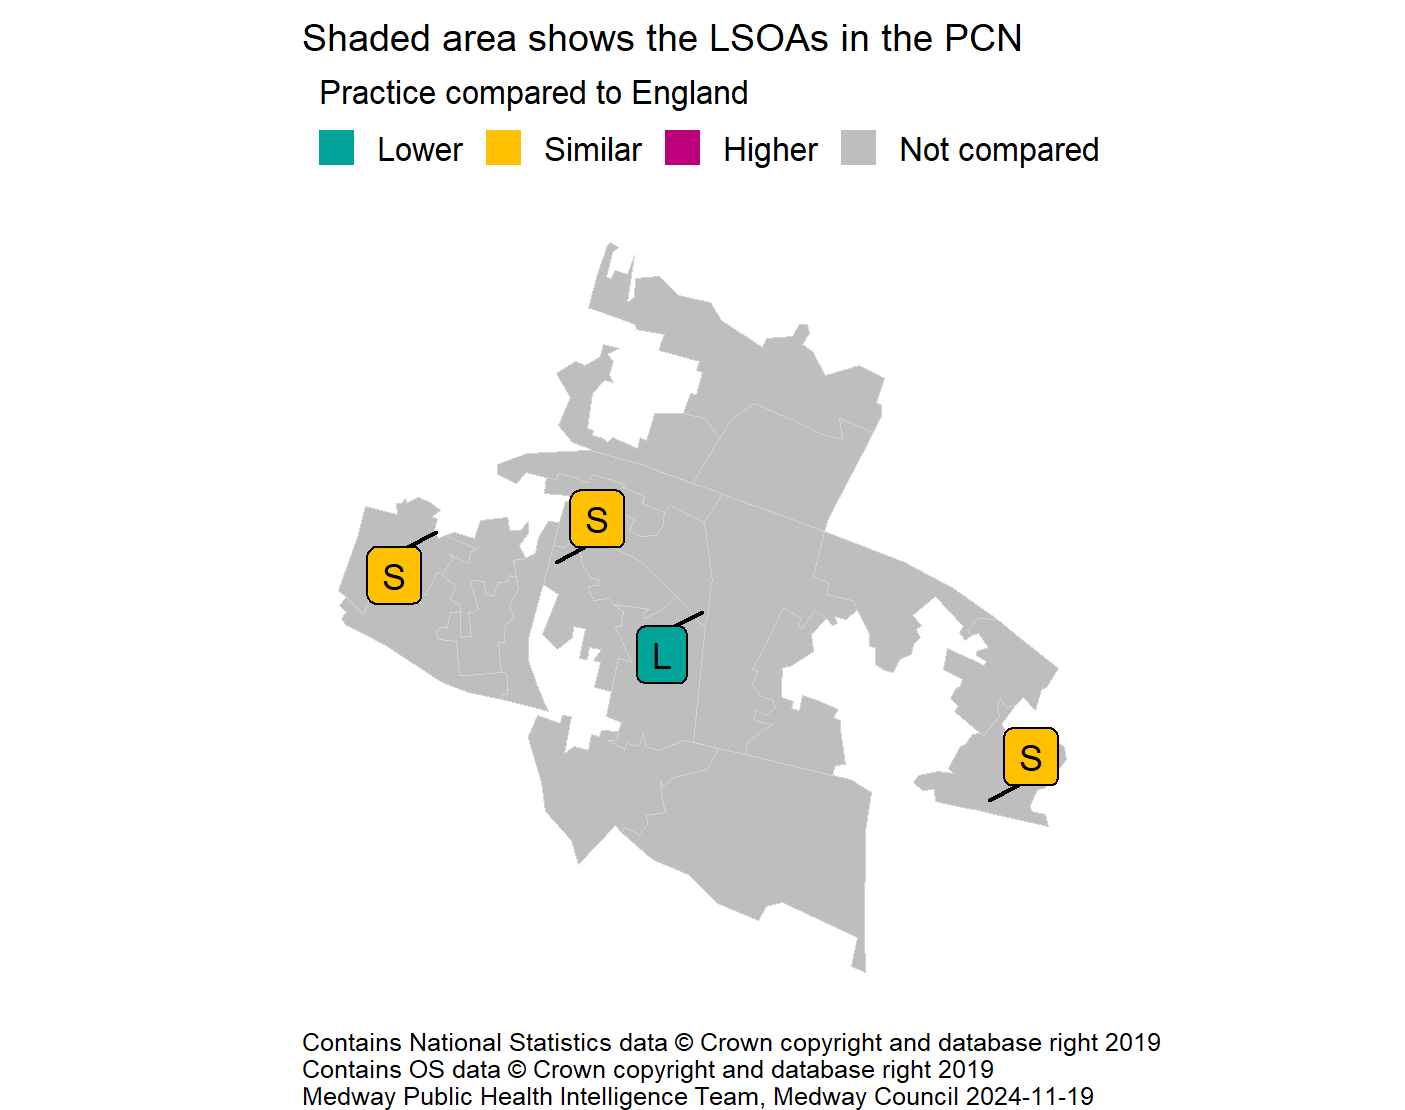 Shaded area shows the LSOAs in the PCN
Practice compared to England
Lower Similar Higher Not compared
S
S
L
S
Contains National Statistics data © Crown copyright and database right 2019
Contains OS data © Crown copyright and database right 2019
Medway Public Health Intelligence Team, Medway Council 2024-11-19